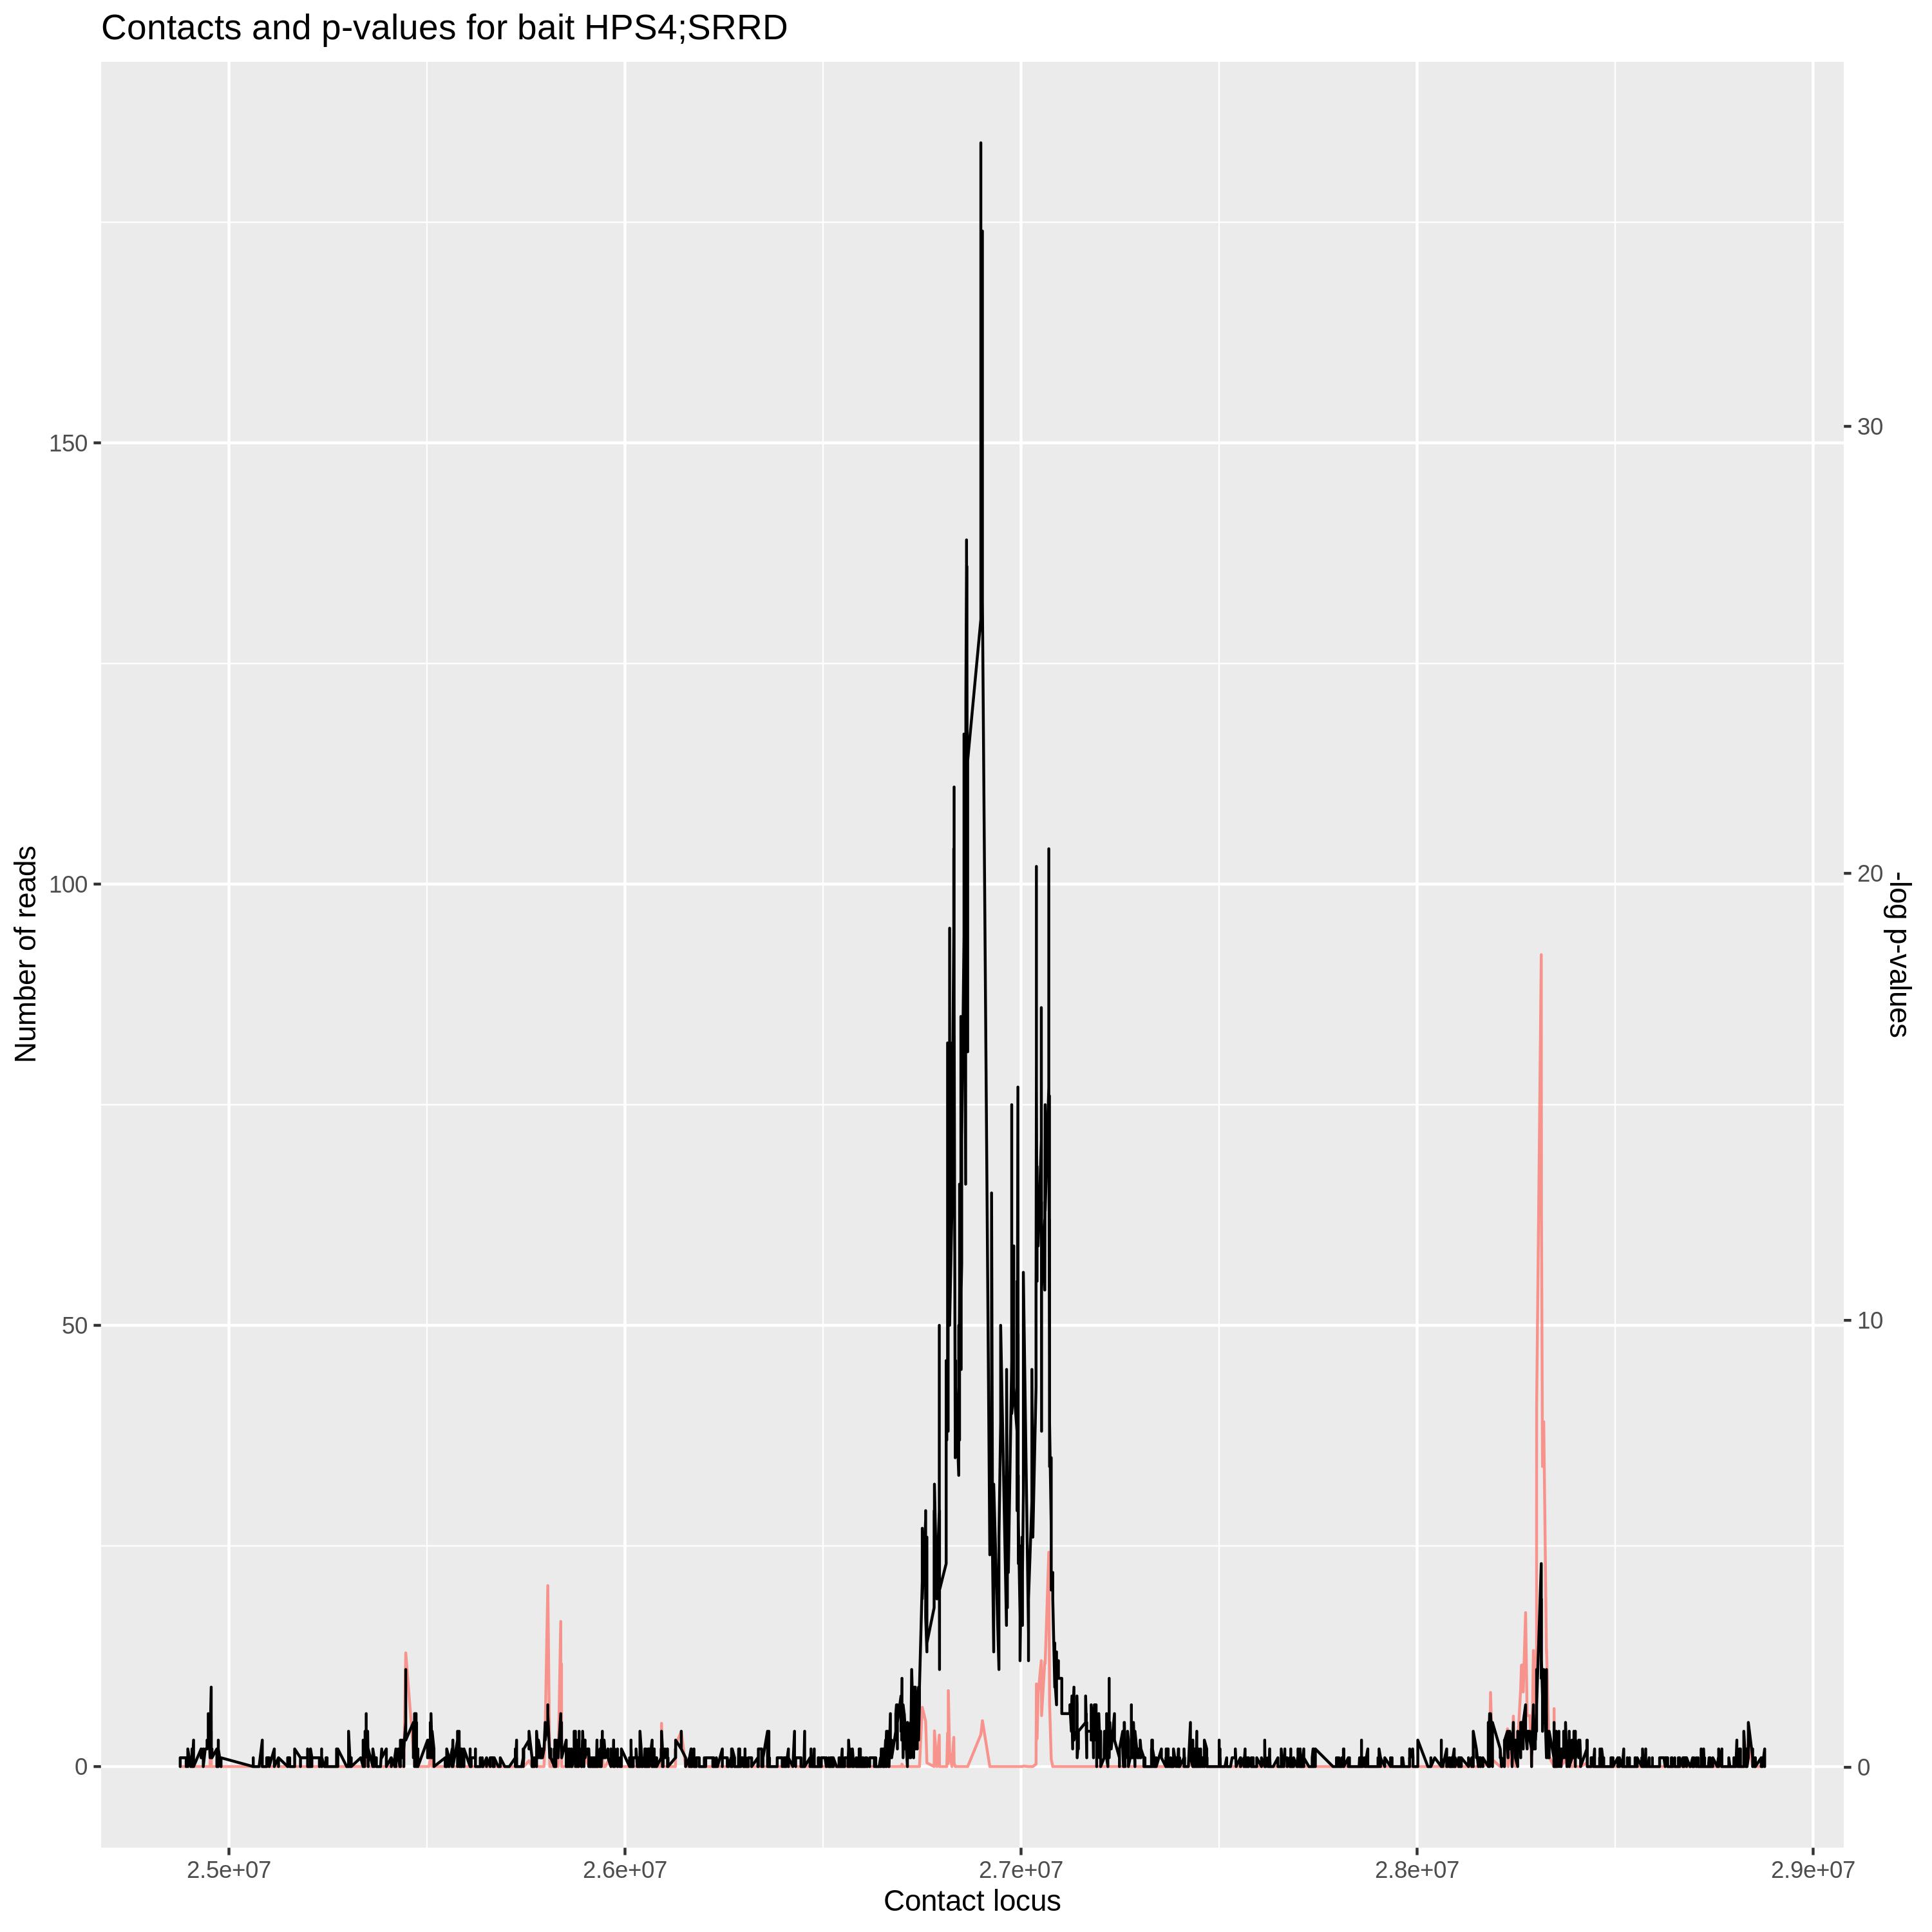 Contacts and p-values for bait HPS4;SRRD
Number of reads
150
100
50
0
30
20
10
0
-log p-values
2.5e+07
2.6e+07
2.7e+07
2.8e+07
2.9e+07
Contact locus